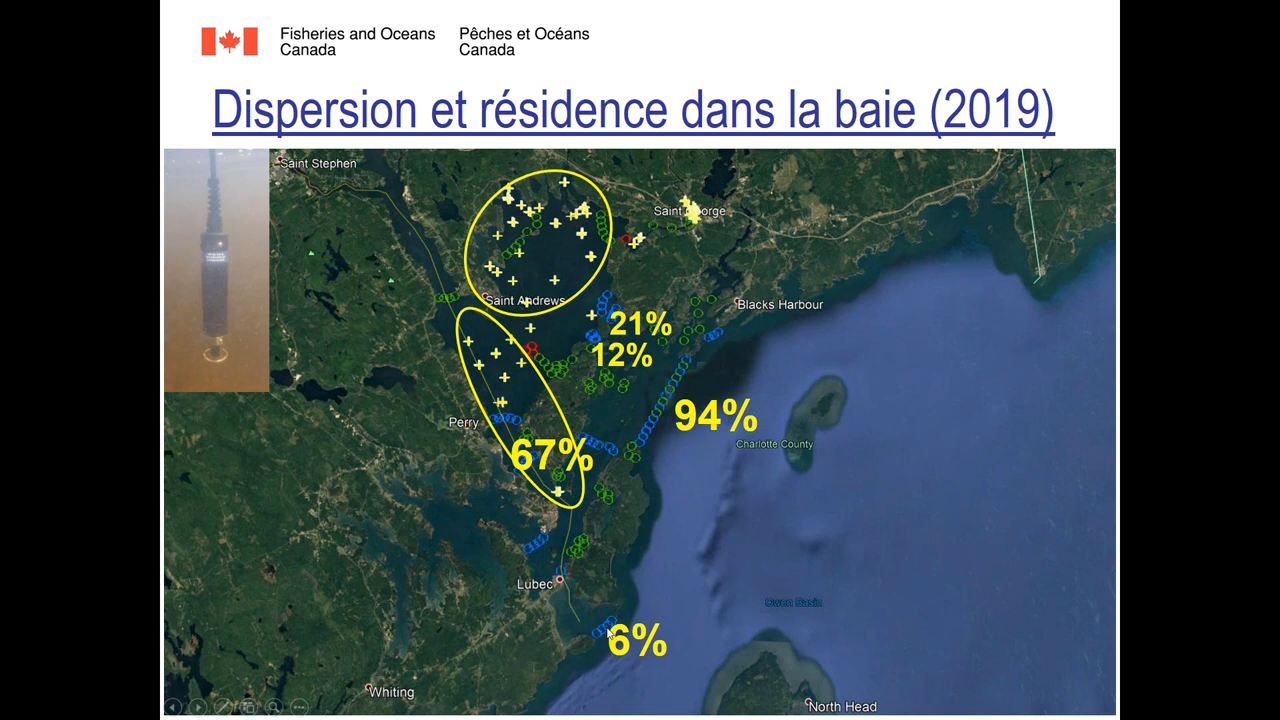 Fisheries and Oceans
Canada
Pêches et Océans
Canada
Dispersion et résidence dans la baie (2019)
Saint Stephen
Saint George
Saint Andrews
Blacks Harbour
21%
12%
94%
Perry
Charlotte County
67%
Lubec
Owen Basin
6%
Whiting
North Head